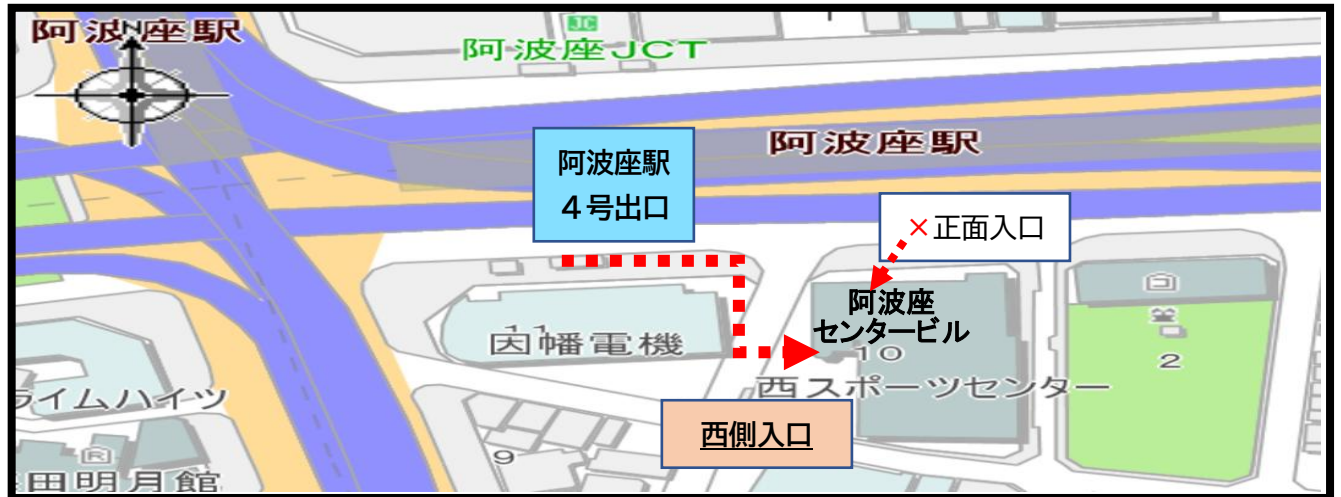 阿波座駅
N
JC
阿波座JCT
阿波座駅
阿波座駅
4号出口
×正面入口
阿波座
センタービル
11
因幡電機
10
西スポーツセンター
2
西側入口
ライムハイツ
9
R
田明月館